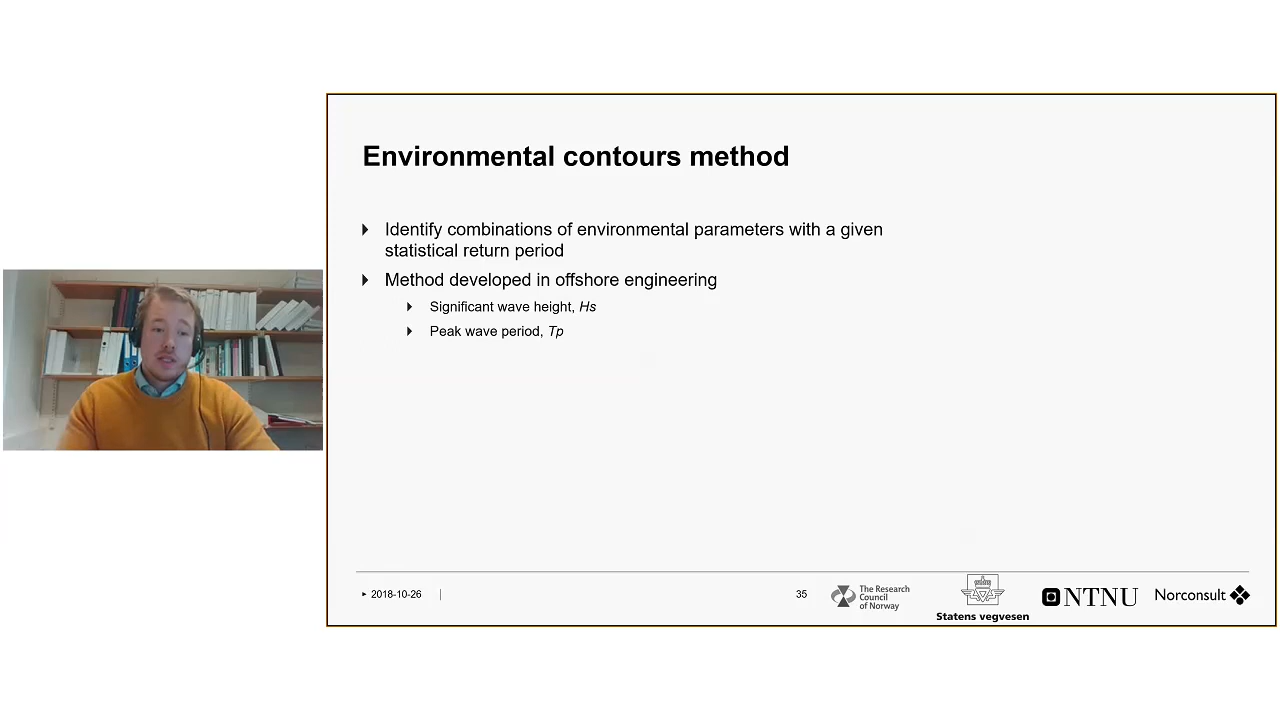 Environmental contours method
Identify combinations of environmental parameters with a given
statistical return period
Method developed in offshore engineering
Significant wave height, Hs
Peak wave period, Tp
2018-10-26
35
The Research
Council
of Norway
Statens vegvesen
NTNU
Norconsult